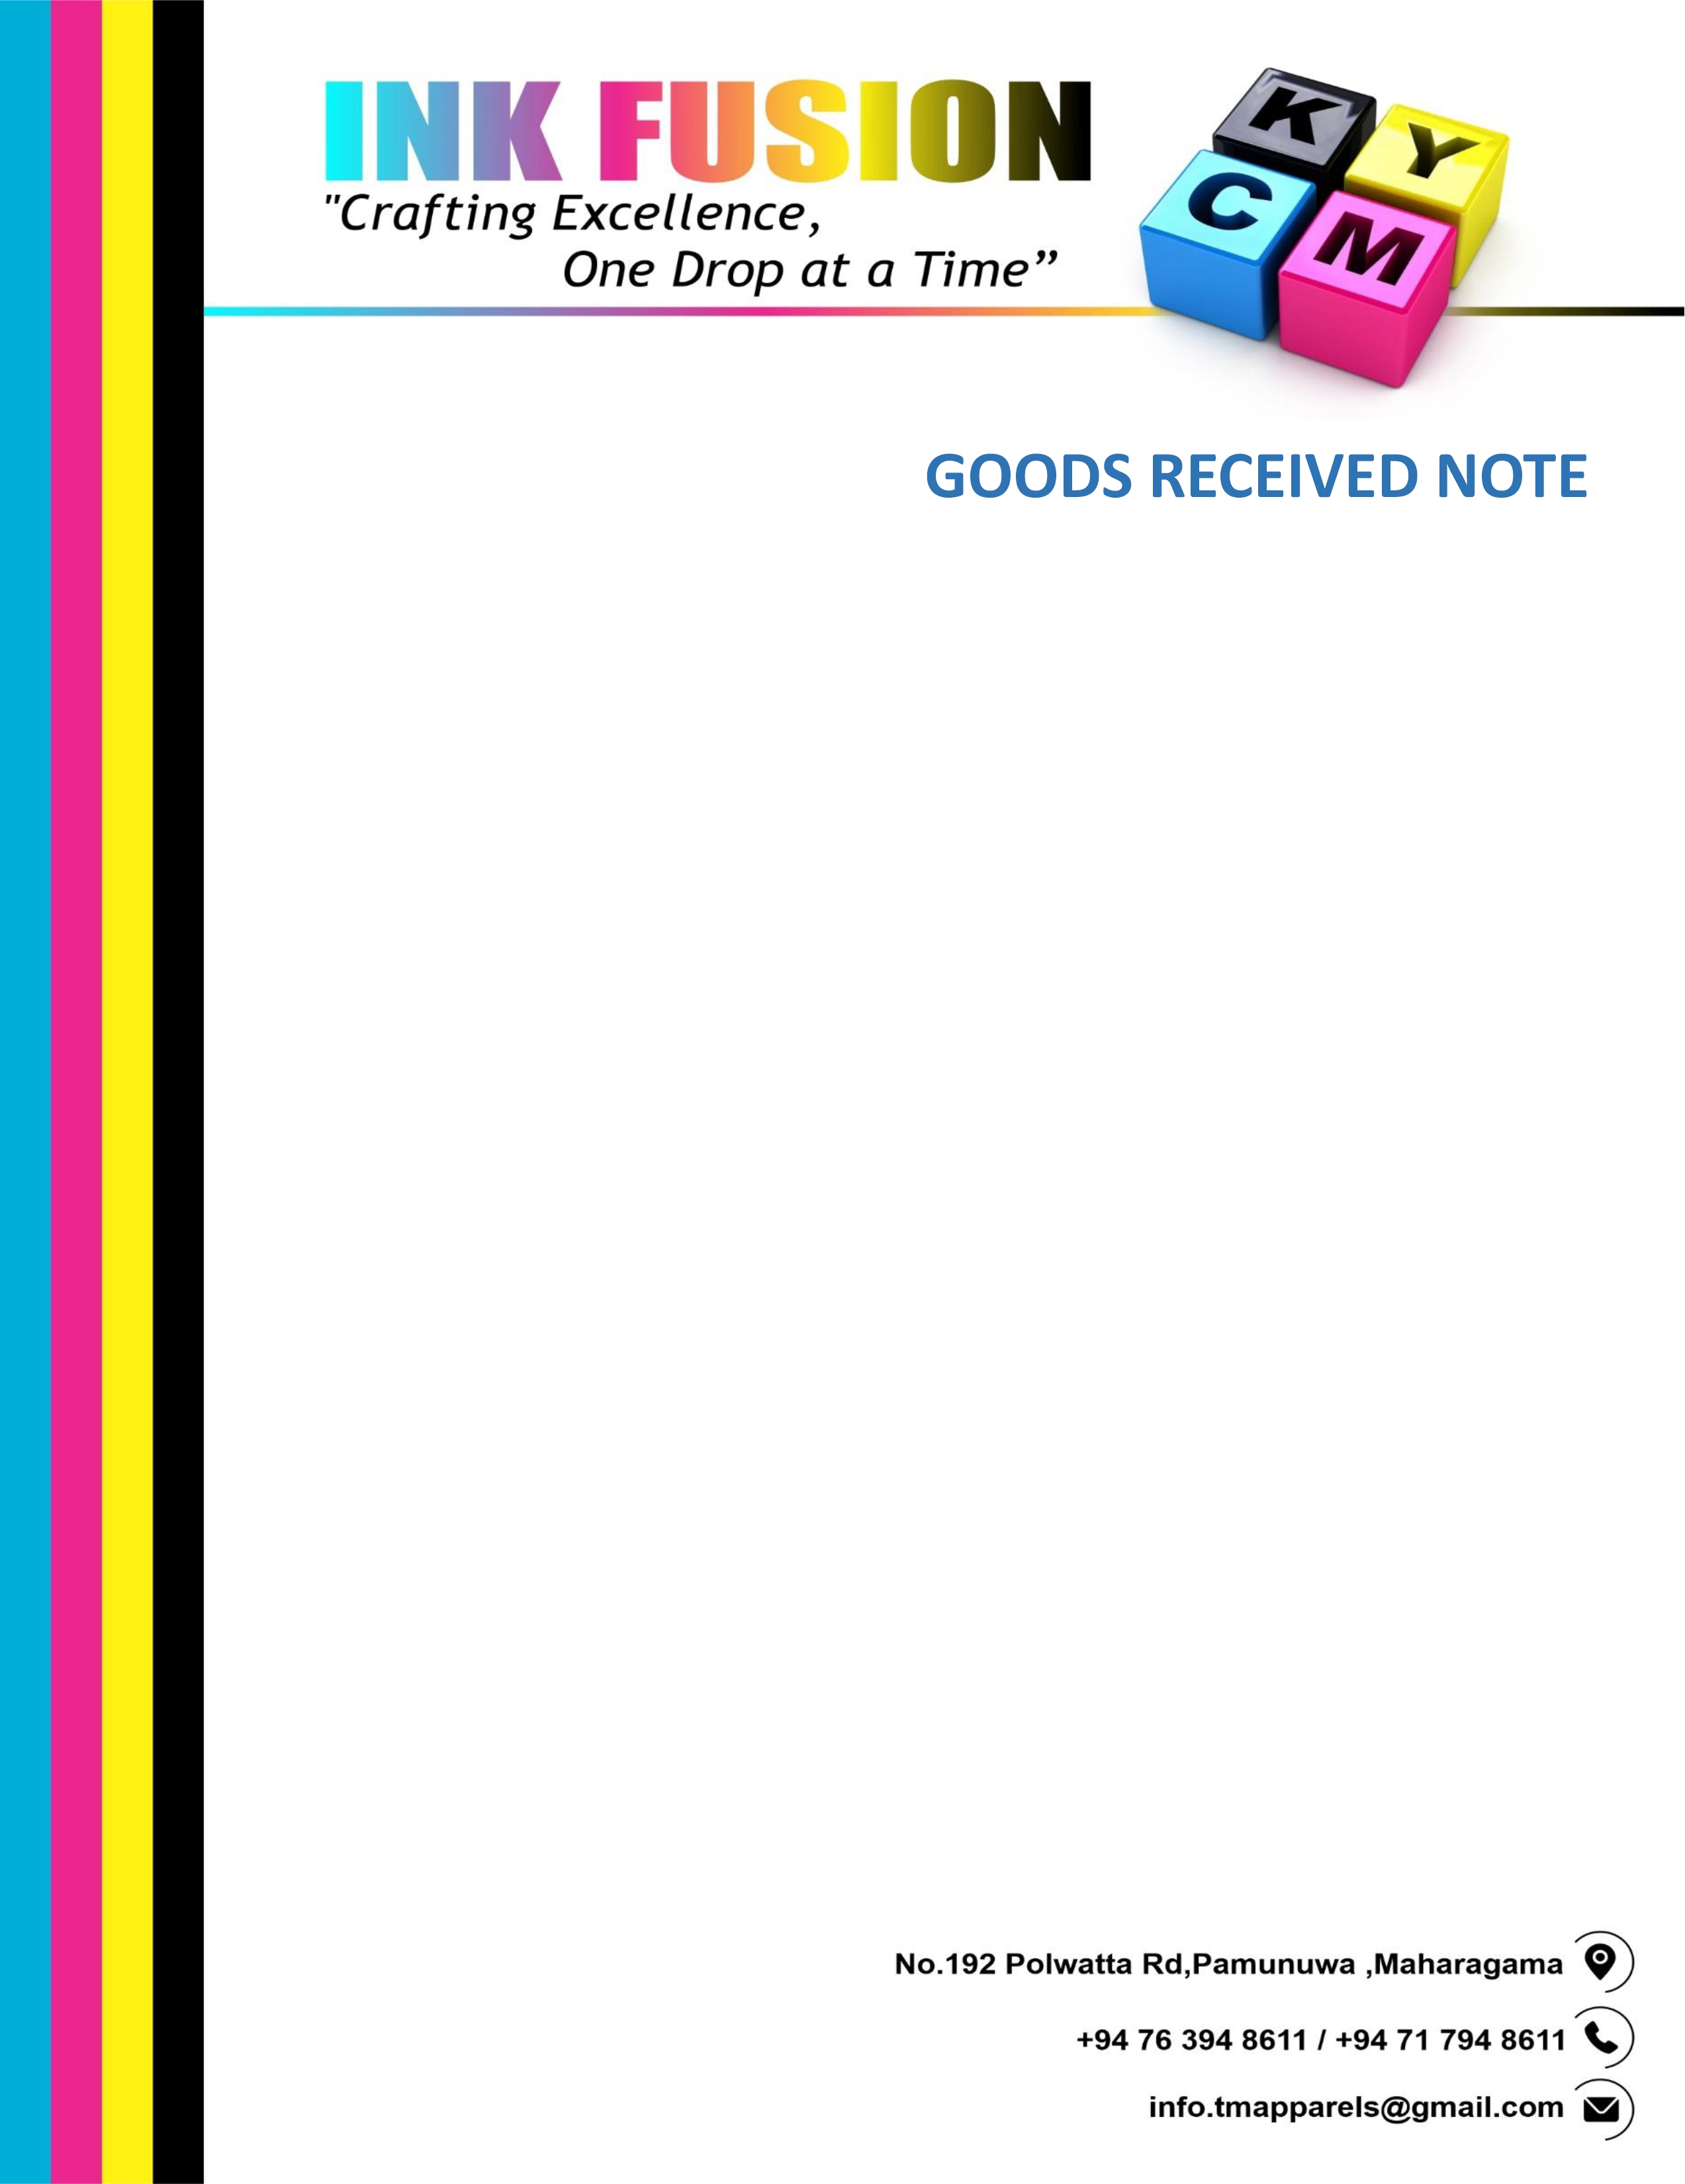 INK FUSION
"Crafting Excellence,
One Drop at a Time”
K
Y
C
M
GOODS RECEIVED NOTE
No.192 Polwatta Rd,Pamunuwa ,Maharagama
+94 76 394 8611 / +94 71 794 8611
info.tmapparels@gmail.com